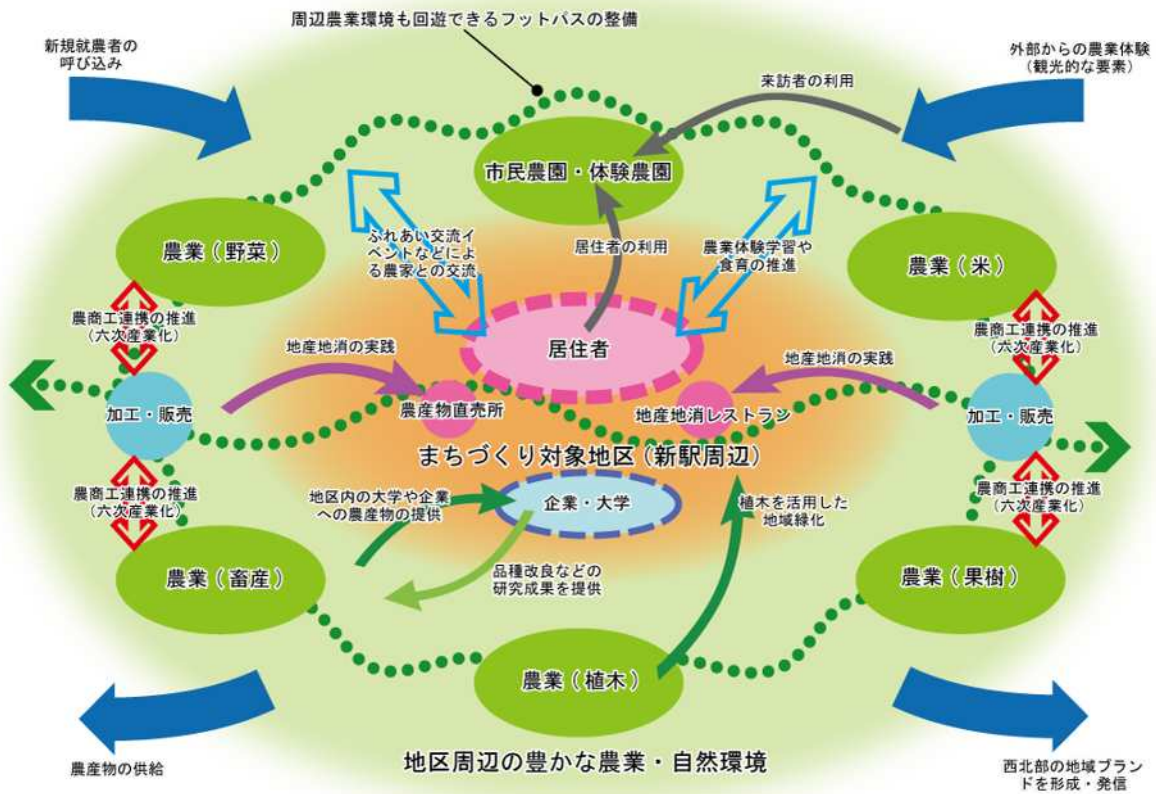 周辺農業環境も回遊できるフットパスの整備
新規就農者の
呼び込み
外部からの農業体験
（観光的な要素）
来訪者の利用
市民農園・体験農園
農業（野菜）
ふれあい交流イ
ベントなどによ
る農家との交流
居住者の利用
農業体験学習や
食育の推進
農業（米）
農商工連携の推進
（六次産業化）
農商工連携の推進
（六次産業化）
居住者
地産地消の実践
地産地消の実践
加工・販売
農産物直売所
地産地消レストラン
加工・販売
まちづくり対象地区（新駅周辺）
農商工連携の推進
（六次産業化）
地区内の大学や企業
への農産物の提供
企業・大学
植木を活用した
地域緑化
農商工連携の推進
（六次産業化）
農業（畜産）
品種改良などの
研究成果を提供
農業（果樹）
農業（植木）
地区周辺の豊かな農業・自然環境
農産物の供給
西北部の地域ブラン
ドを形成・発信